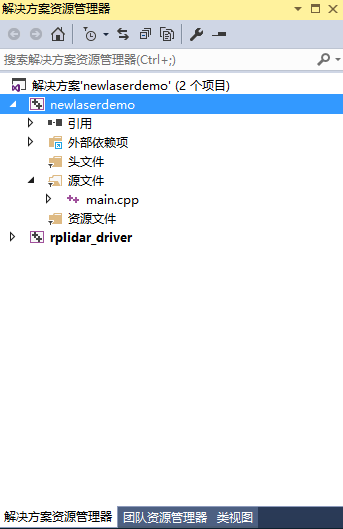 解决方案资源管理器
搜索解决方案资源管理器(Ctrl+;)
解决方案'newlaserdemo' (2 个项目)
newlaserdemo
引用
外部依赖项
头文件
源文件
main.cpp
资源文件
rplidar_driver
解决方案资源管理器 团队资源管理器 类视图